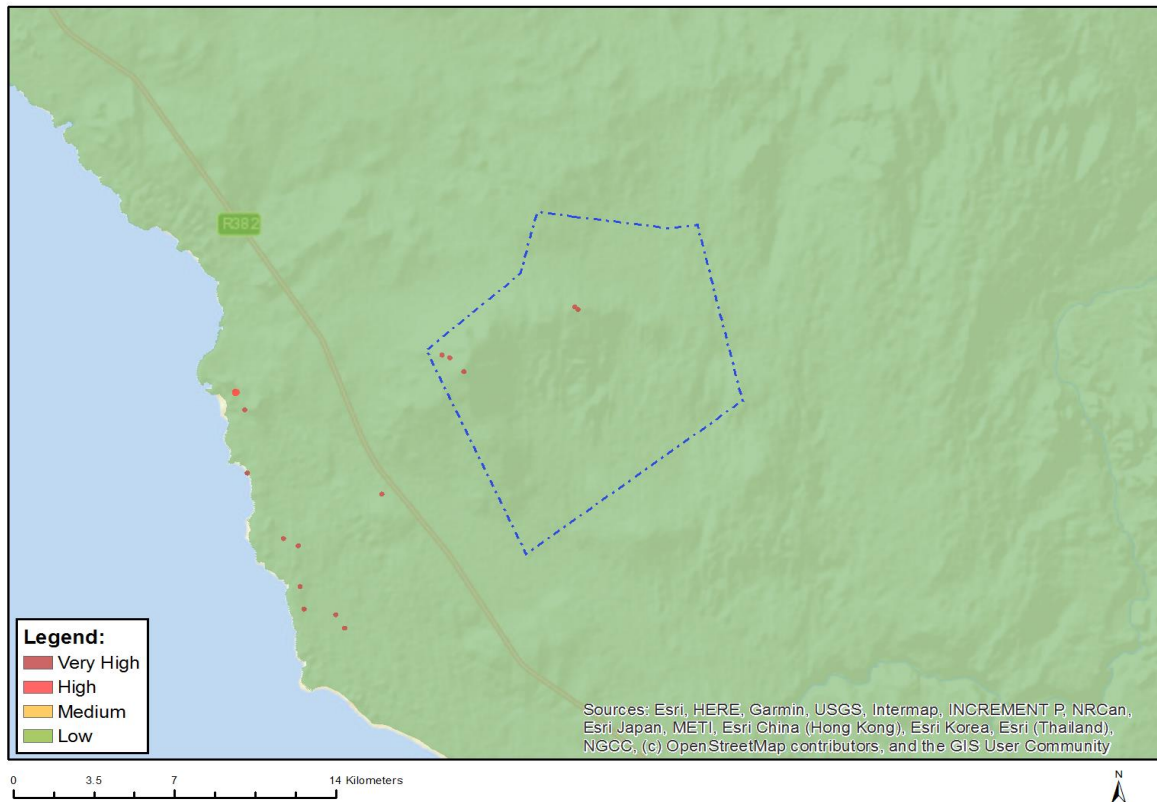 R382
Legend:
Very High
High
Medium
Low
Sources: Esri, HERE, Garmin, USGS, Intermap, INCREMENT P, NRCan,
Esri Japan, METI, Esri China (Hong Kong), Esri Korea, Esri (Thailand),
NGCC, (c) OpenStreetMap contributors, and the GIS User Community
0 3.5 7 14 Kilometers
N